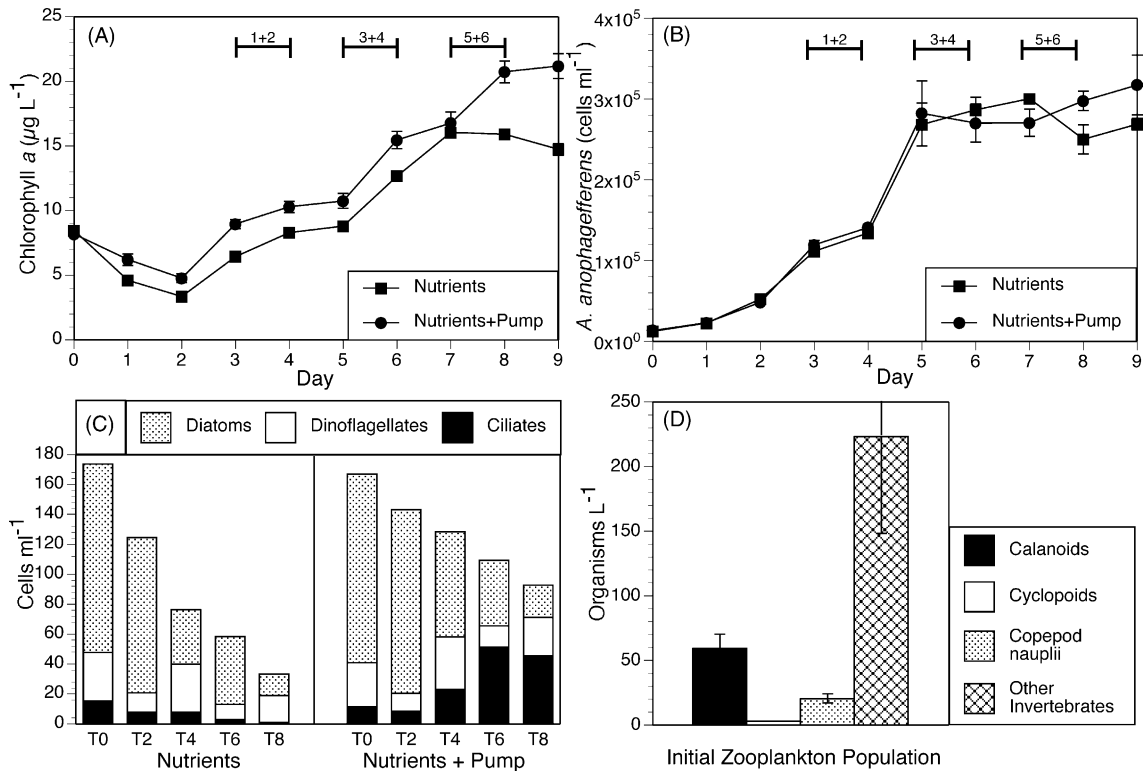 (A)
1+2 3+4 5+6
25
20
15
10
5
0
Chlorophyll a (µg L-1)
Nutrients
Nutrients+Pump
0 1 2 3 4 5 6 7 8 9
Day
(B)
1+2 3+4 5+6
4x10^5
3x10^5
2x10^5
1x10^5
0x10^0
A. anophagefferens (cells ml-1)
Nutrients
Nutrients+Pump
0 1 2 3 4 5 6 7 8 9
Day
(C)
Diatoms Dinoflagellates Ciliates
180
160
140
120
100
80
60
40
20
0
Cells ml-1
T0 T2 T4 T6 T8 T0 T2 T4 T6 T8
Nutrients Nutrients + Pump
(D)
250
200
150
100
50
0
Organisms L-1
Calanoids
Cyclopoids
Copepod
nauplii
Other
Invertebrates
Initial Zooplankton Population